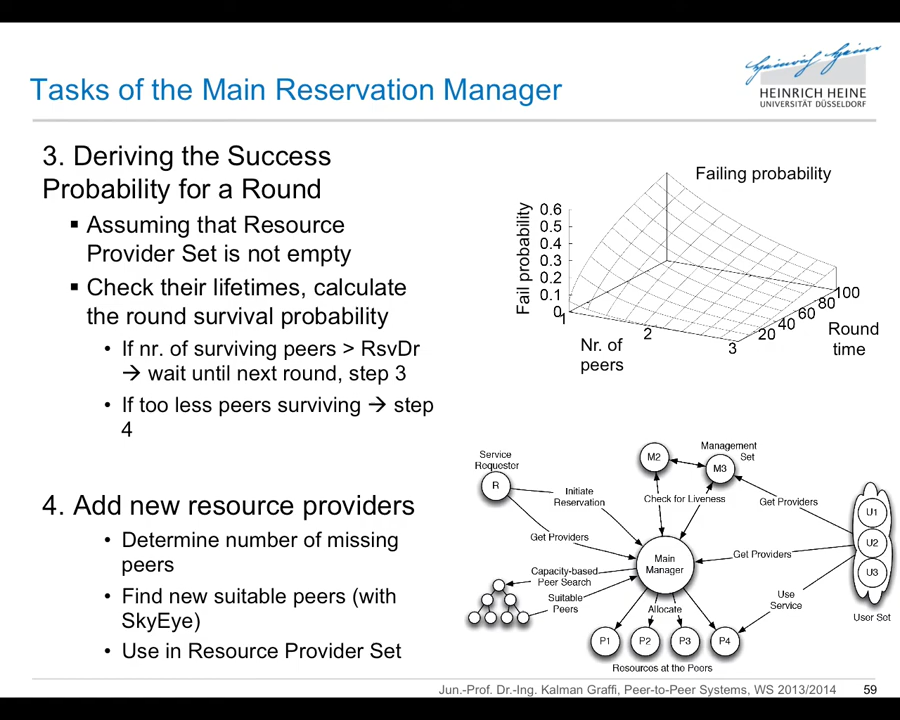 Heinrich Heine
HEINRICH HEINE
UNIVERSITÄT DÜSSELDORF
Tasks of the Main Reservation Manager
3. Deriving the Success
Probability for a Round
▪ Assuming that Resource
Provider Set is not empty
▪ Check their lifetimes, calculate
the round survival probability
• If nr. of surviving peers > RsvDr
→ wait until next round, step 3
• If too less peers surviving → step
4
4. Add new resource providers
• Determine number of missing
peers
• Find new suitable peers (with
SkyEye)
• Use in Resource Provider Set
Failing probability
Fail probability
0.6
0.5
0.4
0.3
0.2
0.1
0
1
2
3
Nr. of
peers
20
40
60
80
100
Round
time
Service
Requestor
R
Initiate
Reservation
Get Providers
M2
M3
Management
Set
Check for Liveness
Get Providers
U1
U2
U3
User Set
Main
Manager
Get Providers
Capacity-based
Peer Search
Suitable
Peers
Allocate
Use
Service
P1
P2
P3
P4
Resources at the Peers
Jun.-Prof. Dr.-Ing. Kalman Graffi, Peer-to-Peer Systems, WS 2013/2014
59